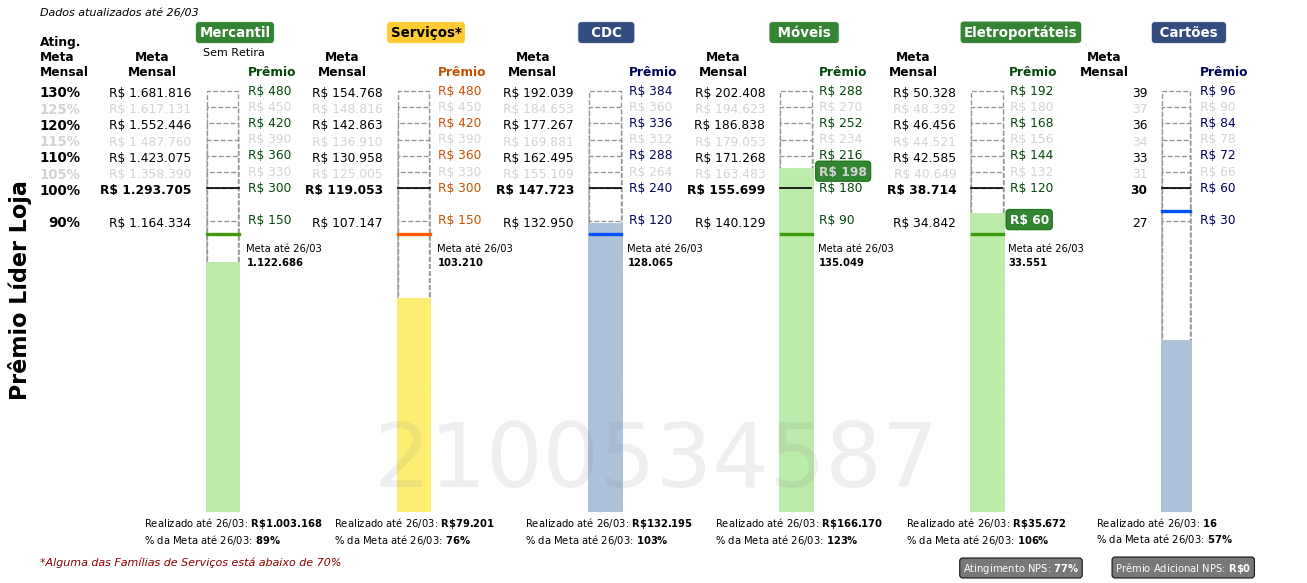 Dados atualizados até 26/03
Mercantil Serviços* CDC Móveis Eletroportáteis Cartões
Sem Retira
Ating. Meta Mensal
Meta Mensal Prêmio Meta Mensal Prêmio Meta Mensal Prêmio Meta Mensal Prêmio Meta Mensal Prêmio Meta Mensal Prêmio
130% R$ 1.681.816 R$ 480 R$ 154.768 R$ 480 R$ 192.039 R$ 384 R$ 202.408 R$ 288 R$ 50.328 R$ 192 39 R$ 96
125% R$ 1.617.131 R$ 450 R$ 148.816 R$ 450 R$ 184.653 R$ 360 R$ 194.623 R$ 270 R$ 48.392 R$ 180 37 R$ 90
120% R$ 1.552.446 R$ 420 R$ 142.863 R$ 420 R$ 177.267 R$ 336 R$ 186.838 R$ 252 R$ 46.456 R$ 168 36 R$ 84
115% R$ 1.487.760 R$ 390 R$ 136.910 R$ 390 R$ 169.881 R$ 312 R$ 179.053 R$ 234 R$ 44.521 R$ 156 34 R$ 78
110% R$ 1.423.075 R$ 360 R$ 130.958 R$ 360 R$ 162.495 R$ 288 R$ 171.268 R$ 216 R$ 42.585 R$ 144 33 R$ 72
105% R$ 1.358.390 R$ 330 R$ 125.005 R$ 330 R$ 155.109 R$ 264 R$ 163.483 R$ 198 R$ 40.649 R$ 132 31 R$ 66
100% R$ 1.293.705 R$ 300 R$ 119.053 R$ 300 R$ 147.723 R$ 240 R$ 155.699 R$ 180 R$ 38.714 R$ 120 30 R$ 60
90% R$ 1.164.334 R$ 150 R$ 107.147 R$ 150 R$ 132.950 R$ 120 R$ 140.129 R$ 90 R$ 34.842 R$ 60 27 R$ 30
Meta até 26/03 Meta até 26/03 Meta até 26/03 Meta até 26/03 Meta até 26/03
1.122.686 103.210 128.065 135.049 33.551
Prêmio Líder Loja
2100534587
Realizado até 26/03: R$1.003.168 Realizado até 26/03: R$79.201 Realizado até 26/03: R$132.195 Realizado até 26/03: R$166.170 Realizado até 26/03: R$35.672 Realizado até 26/03: 16
% da Meta até 26/03: 89% % da Meta até 26/03: 76% % da Meta até 26/03: 103% % da Meta até 26/03: 123% % da Meta até 26/03: 106% % da Meta até 26/03: 57%
*Alguma das Famílias de Serviços está abaixo de 70%
Atingimento NPS: 77% Prêmio Adicional NPS: R$0